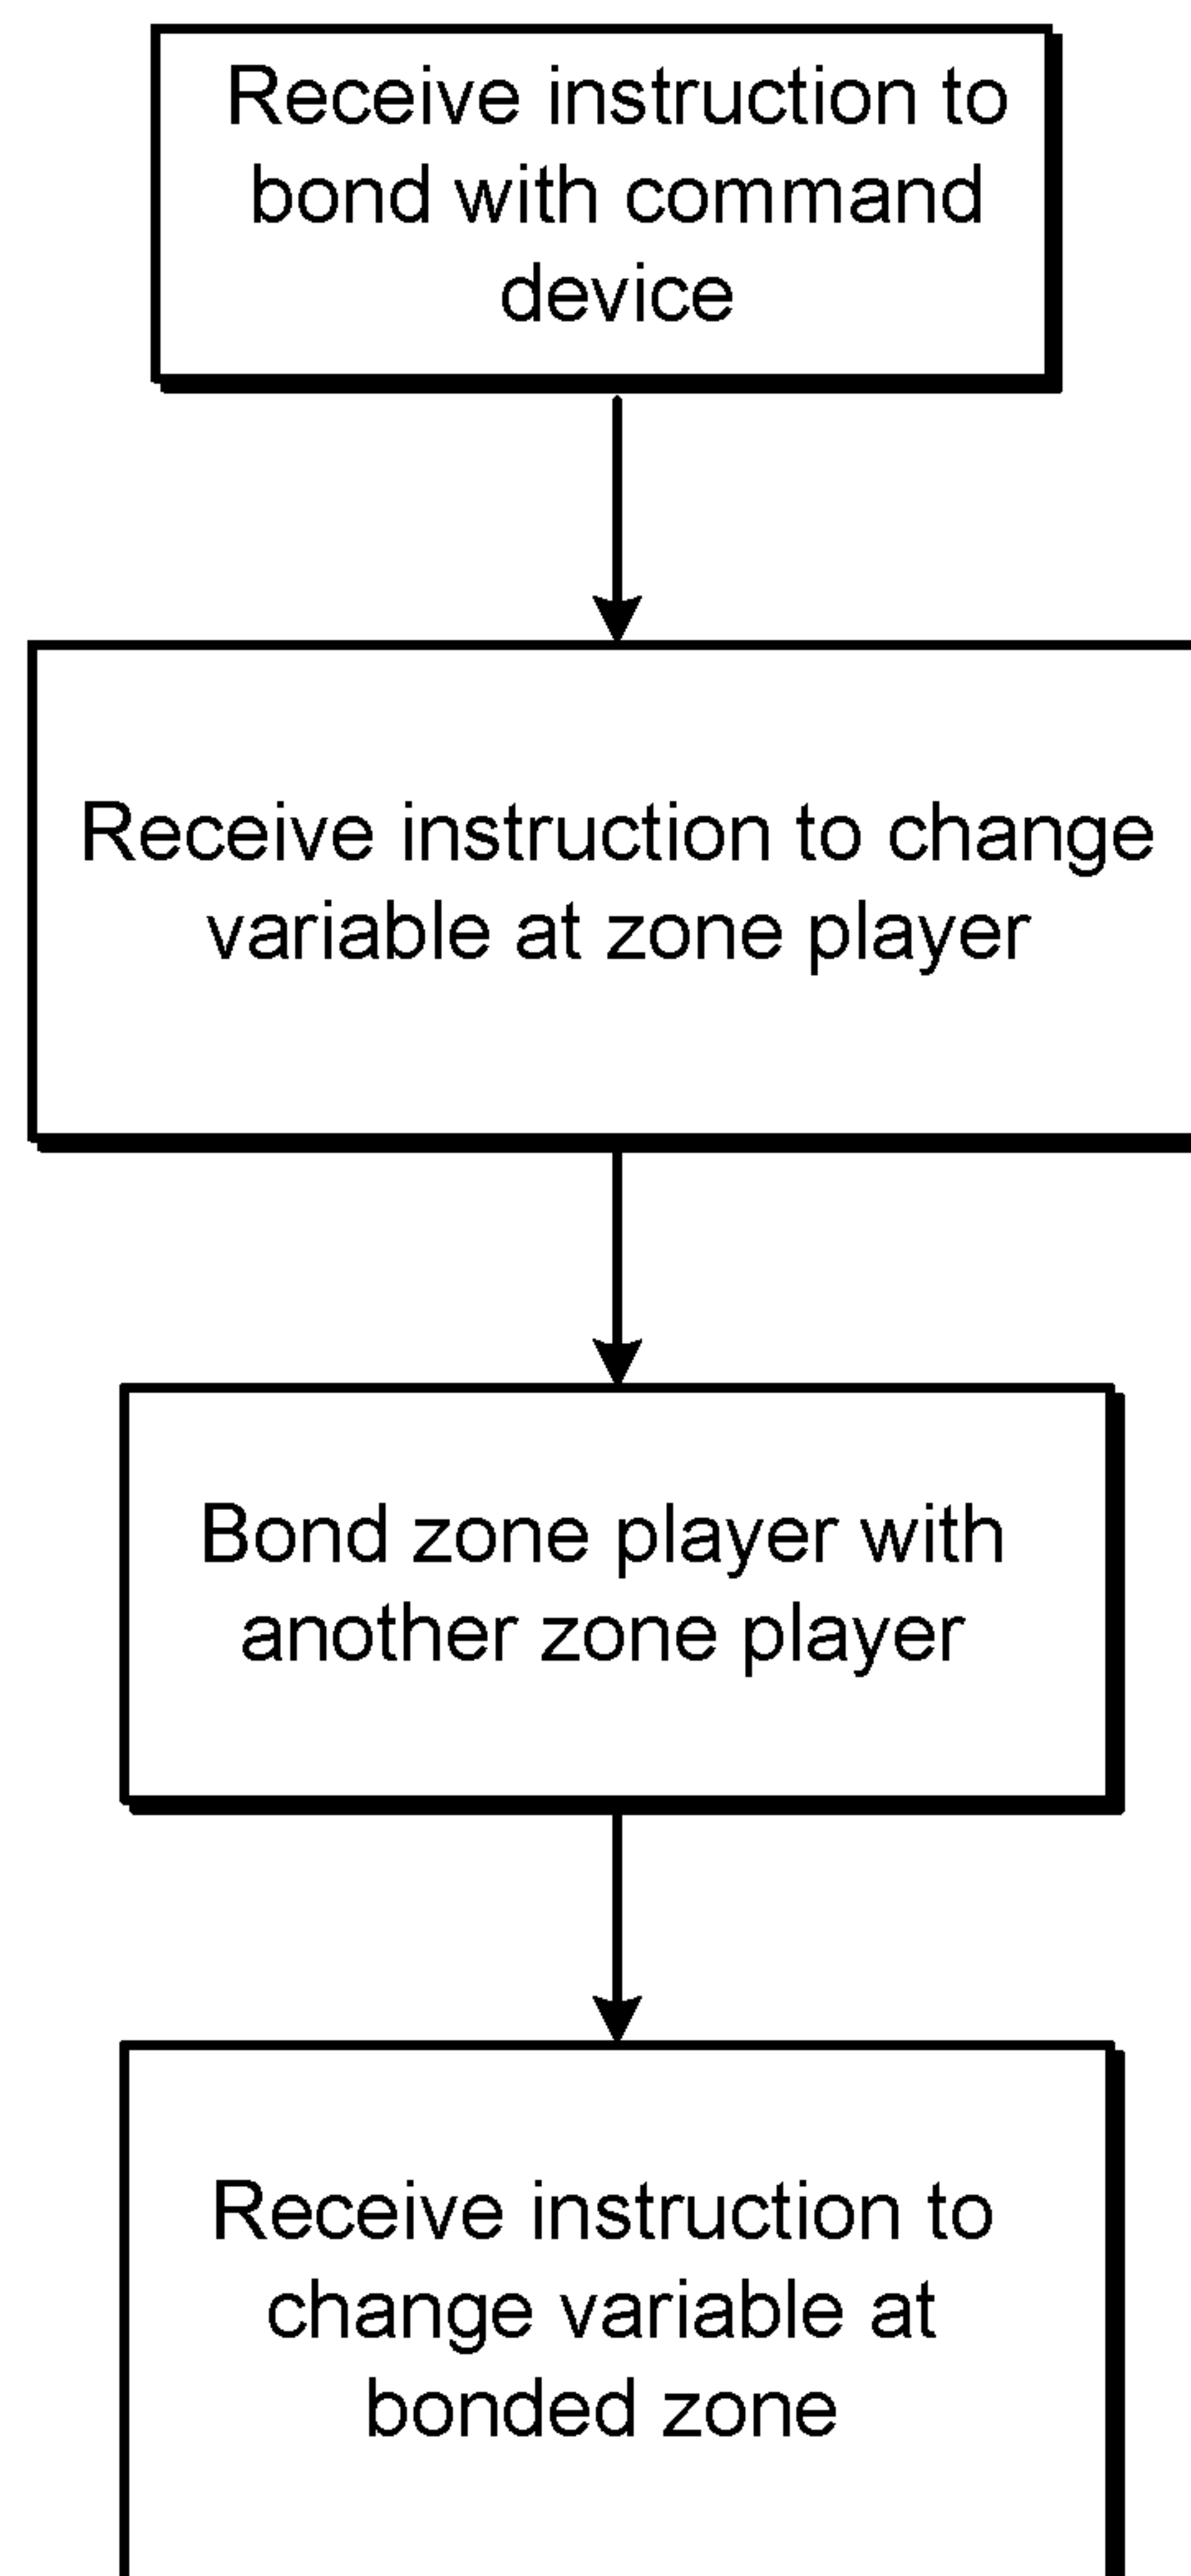 Receive instruction to
bond with command
device
Receive instruction to change
variable at zone player
Bond zone player with
another zone player
Receive instruction to
change variable at
bonded zone